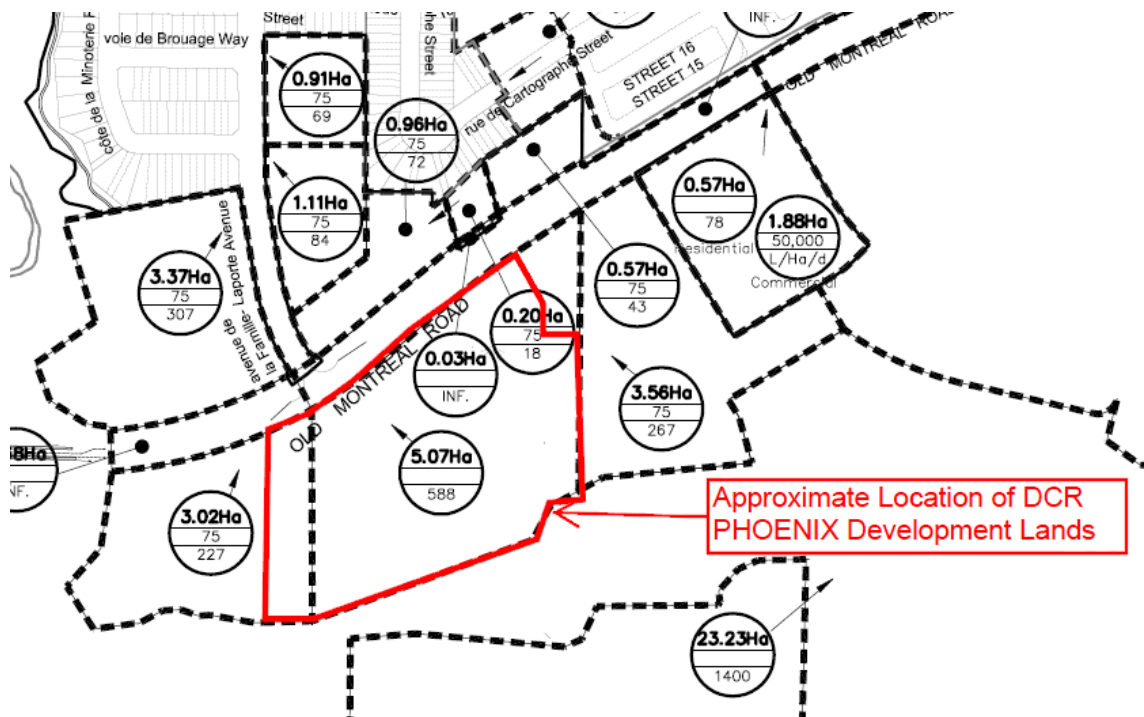 Street
INF.
voie de Brouage Way
côte de la Minoterie
Street
rue de Cartographe Street
STREET 16
STREET 15
OLD MONTREAL ROAD
0.91Ha
75
69
0.96Ha
75
72
1.11Ha
75
84
0.57Ha
78
Residential
1.88Ha
50,000
L/Ha/d
Commercial
3.37Ha
75
307
avenue de
la Famille-Laporte Avenue
0.57Ha
75
43
0.20Ha
75
18
OLD MONTREAL ROAD
0.03Ha
INF.
3.56Ha
75
267
5.07Ha
588
3.02Ha
75
227
Approximate Location of DCR
PHOENIX Development Lands
23.23Ha
1400